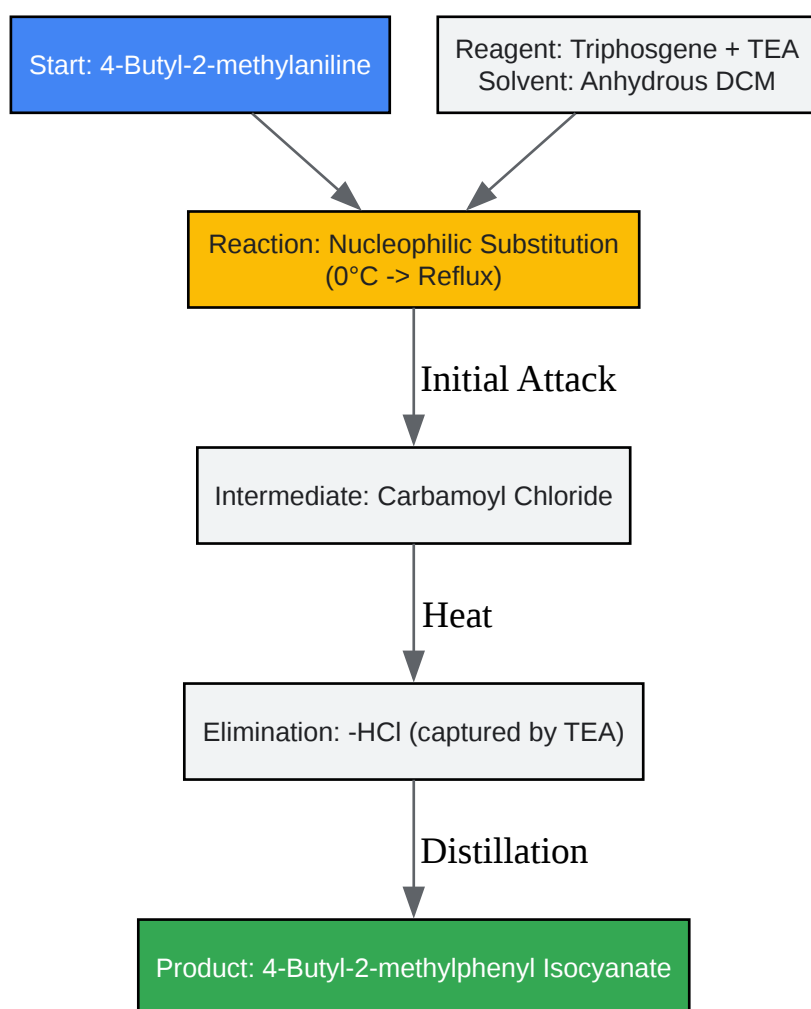 Start: 4-Butyl-2-methylaniline
Reagent: Triphosgene + TEA
Solvent: Anhydrous DCM
Reaction: Nucleophilic Substitution
(0°C -> Reflux)
Initial Attack
Intermediate: Carbamoyl Chloride
Heat
Elimination: -HCl (captured by TEA)
Distillation
Product: 4-Butyl-2-methylphenyl Isocyanate